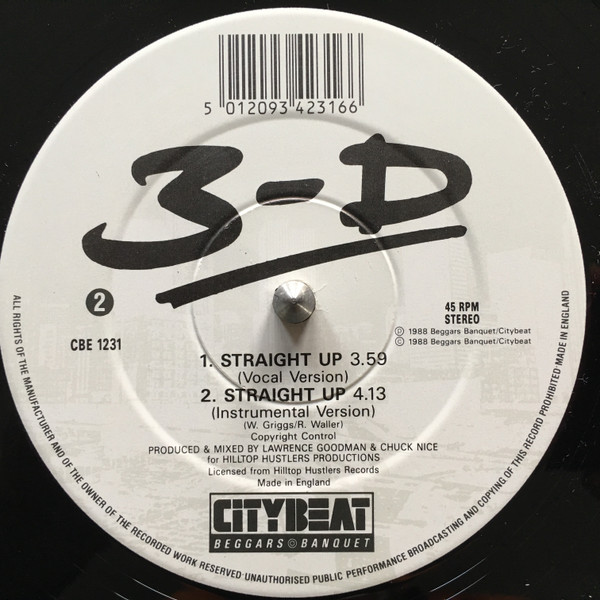 5 012093 423166
3-D
2
CBE 1231
45 RPM
STEREO
℗ 1988 Beggars Banquet/Citybeat
© 1988 Beggars Banquet/Citybeat
1. STRAIGHT UP 3.59
(Vocal Version)
2. STRAIGHT UP 4.13
(Instrumental Version)
(W. Griggs/R. Waller)
Copyright Control
PRODUCED & MIXED BY LAWRENCE GOODMAN & CHUCK NICE
for HILLTOP HUSTLERS PRODUCTIONS
Licensed from Hilltop Hustlers Records
Made in England
CITYBEAT
BEGGARS BANQUET
ALL RIGHTS OF THE MANUFACTURER AND OF THE OWNER OF THE RECORDED WORK RESERVED·UNAUTHORISED PUBLIC PERFORMANCE BROADCASTING AND COPYING OF THIS RECORD PROHIBITED·MADE IN ENGLAND